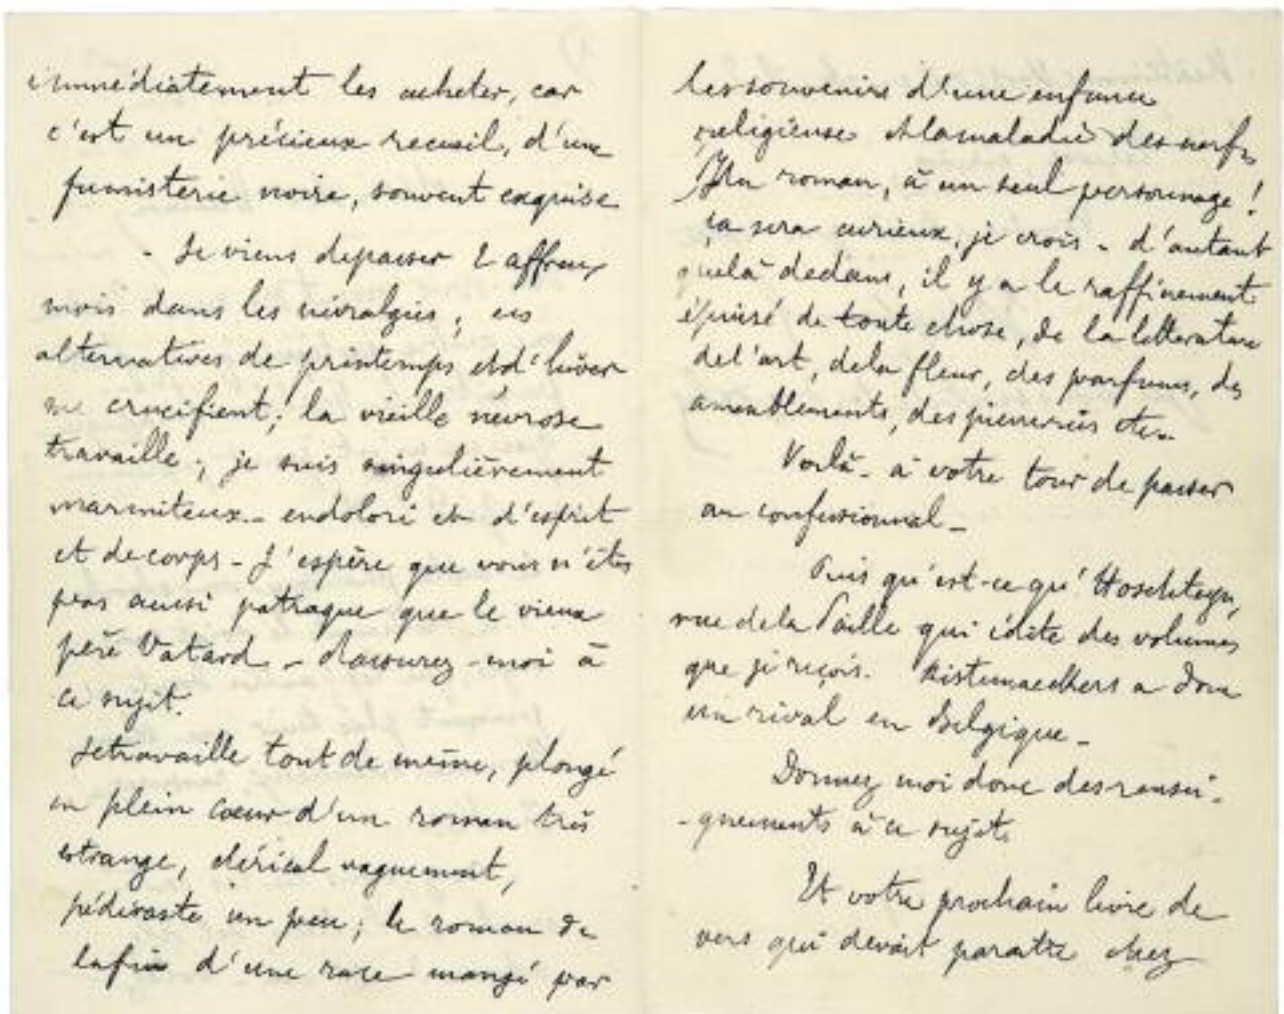 immédiatement les acheter, car
c'est un précieux recueil, d'une
fumisterie noire, souvent exquise
- Je viens de passer 2 affreux
mois dans les névralgies ; ces
alternatives de printemps et d'hiver
me crucifient ; la vieille névrose
travaille ; je suis singulièrement
marmiteux - endolori et d'esprit
et de corps - J'espère que vous n'êtes
pas aussi patraque que le vieux
père Vatard - rassurez-moi à
ce sujet.
Je travaille tout de même, plongé
en plein cœur d'un roman très
étrange, clérical vaguement,
pédéraste un peu ; le roman de
la fin d'une race mangé par
les souvenirs d'une enfance
religieuse et la maladie des nerfs
Un roman, à un seul personnage !
ça sera curieux, je crois - d'autant
que là dedans, il y a le raffinement
épuisé de toute chose, de la littérature
de l'art, de la fleur, des parfums, des
ameublements, des pierreries etc.
Voilà - à votre tour de passer
au confessionnal -
Puis qu'est-ce qu'
rue de la Paille qui édite des volumes
que je reçois. Kistemaeckers a donc
un rival en Belgique -
Donnez moi donc des rensei-
-gnements à ce sujet.
Et votre prochain livre de
vers qui devait paraitre chez